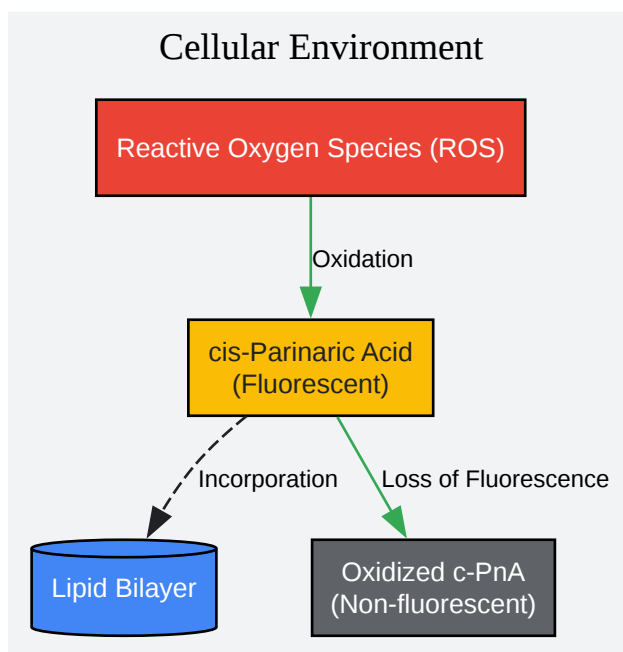 Cellular Environment
Reactive Oxygen Species (ROS)
Oxidation
cis-Parinaric Acid
(Fluorescent)
Incorporation
Loss of Fluorescence
Lipid Bilayer
Oxidized c-PnA
(Non-fluorescent)